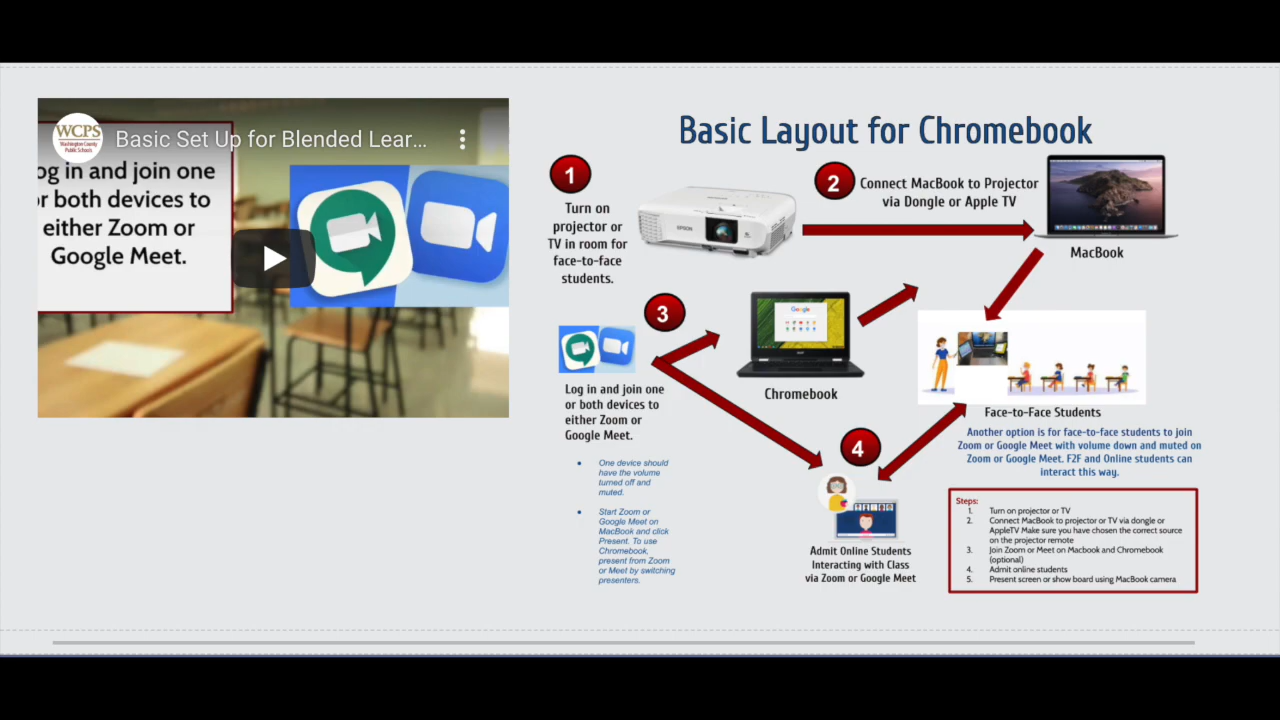 WCPS
Washington County
Public Schools
Basic Set Up for Blended Lear...
og in and join one
r both devices to
either Zoom or
Google Meet.
Basic Layout for Chromebook
1
Turn on
projector or
TV in room for
face-to-face
students.
EPSON
2
Connect MacBook to Projector
via Dongle or Apple TV
MacBook
3
Log in and join one
or both devices to
either Zoom or
Google Meet.
• One device should
have the volume
turned off and
muted.
• Start Zoom or
Google Meet on
MacBook and click
Present. To use
Chromebook,
present from Zoom
or Meet by switching
presenters.
Google
Chromebook
Face-to-Face Students
Another option is for face-to-face students to join
Zoom or Google Meet with volume down and muted on
Zoom or Google Meet. F2F and Online students can
interact this way.
4
Admit Online Students
Interacting with Class
via Zoom or Google Meet
Steps:
1. Turn on projector or TV
2. Connect MacBook to projector or TV via dongle or
AppleTV Make sure you have chosen the correct source
on the projector remote
3. Join Zoom or Meet on Macbook and Chromebook
(optional)
4. Admit online students
5. Present screen or show board using MacBook camera